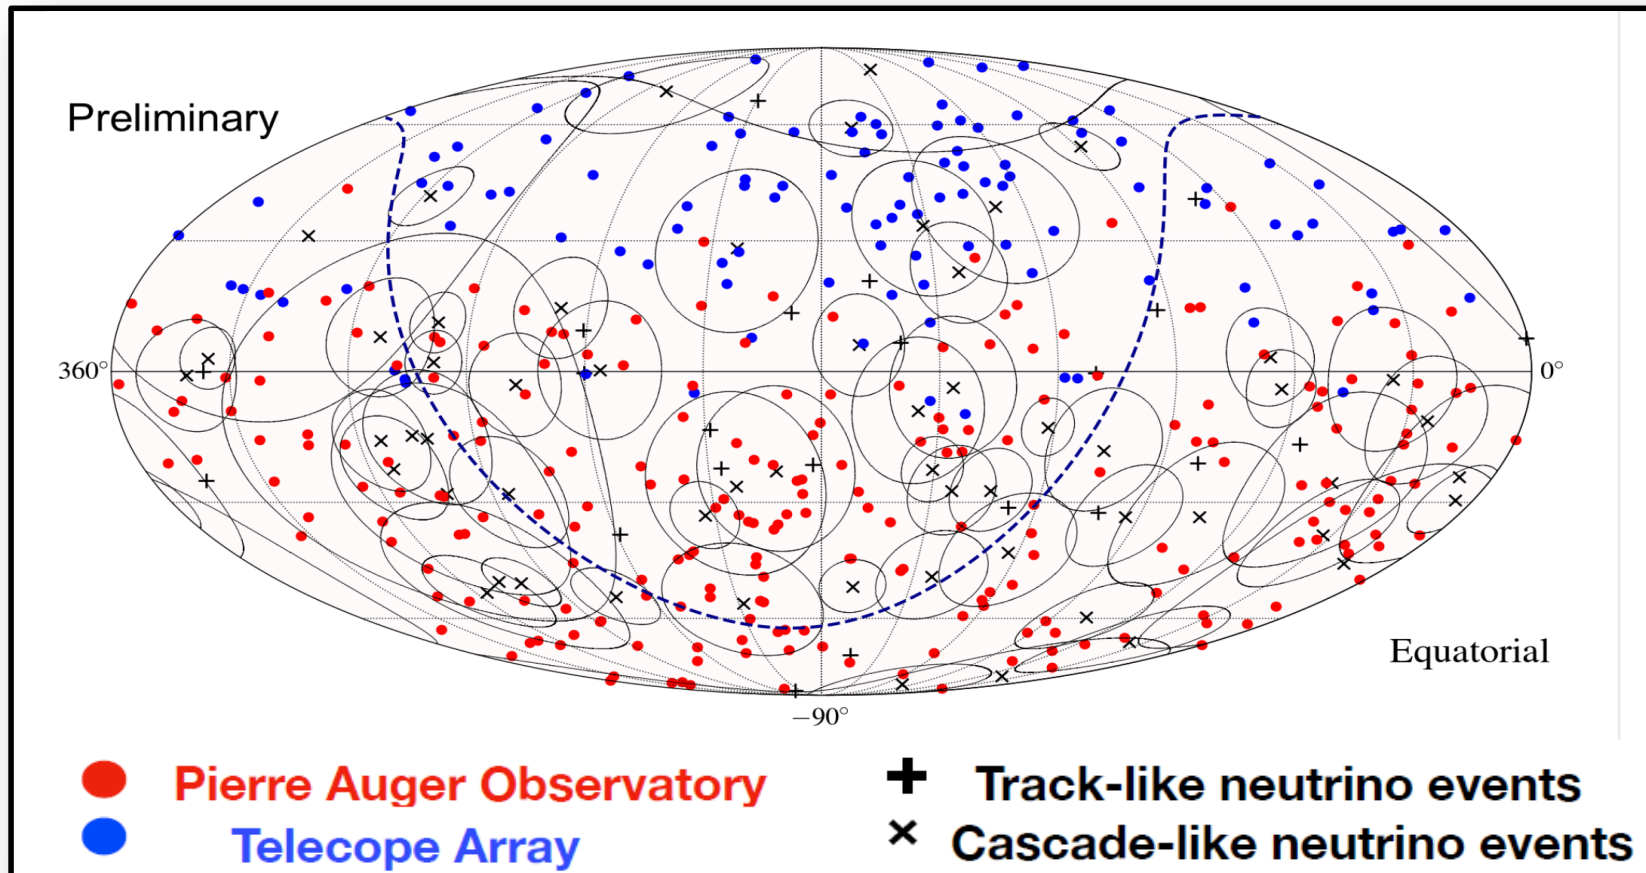 Preliminary
360°
0°
Equatorial
−90°
Pierre Auger Observatory
Telecope Array
Track-like neutrino events
Cascade-like neutrino events